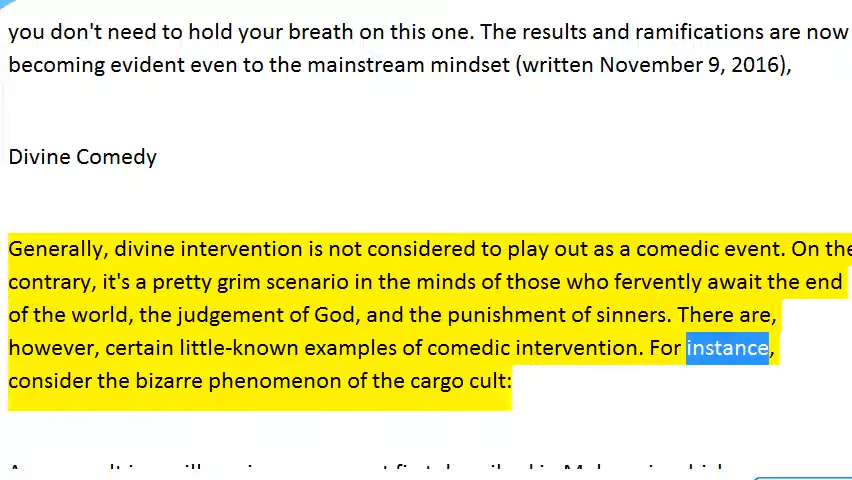 you don't need to hold your breath on this one. The results and ramifications are now
becoming evident even to the mainstream mindset (written November 9, 2016),
Divine Comedy
Generally, divine intervention is not considered to play out as a comedic event. On the
contrary, it's a pretty grim scenario in the minds of those who fervently await the end
of the world, the judgement of God, and the punishment of sinners. There are,
however, certain little-known examples of comedic intervention. For instance,
consider the bizarre phenomenon of the cargo cult: